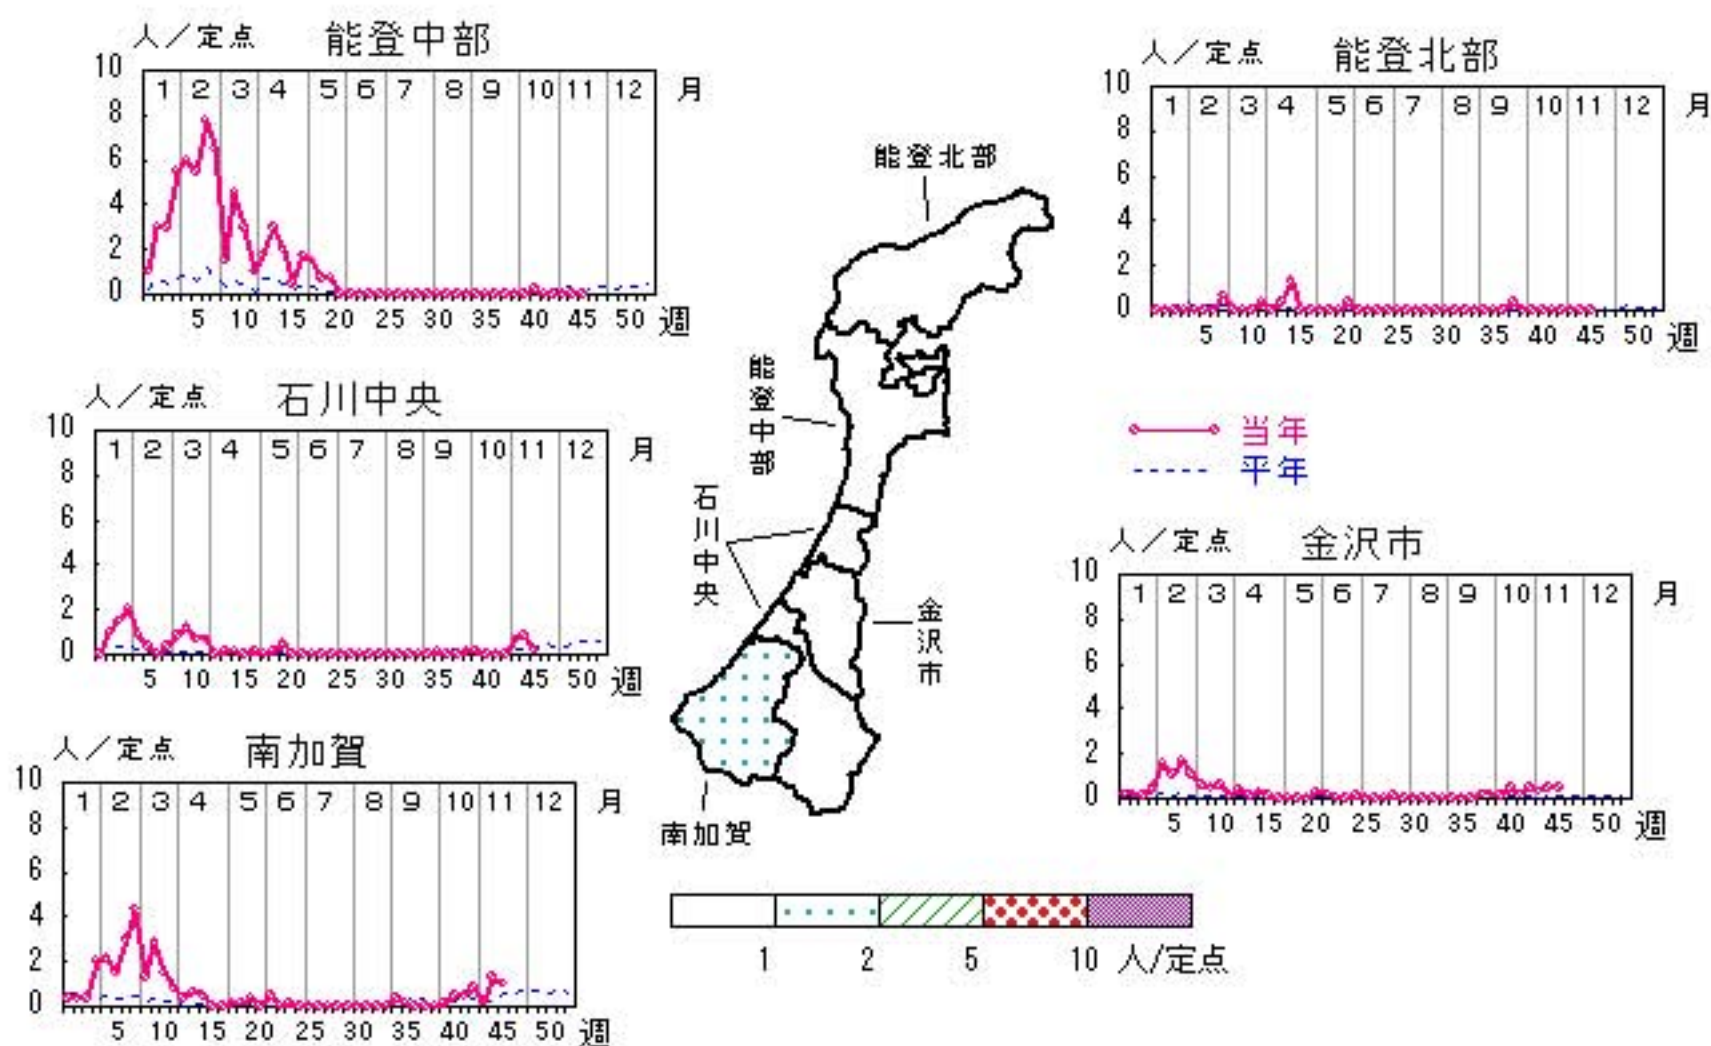 人／定点 能登中部
10 8 6 4 2 0
1 2 3 4 5 6 7 8 9 10 11 12 月
5 10 15 20 25 30 35 40 45 50 週
人／定点 能登北部
10 8 6 4 2 0
1 2 3 4 5 6 7 8 9 10 11 12 月
5 10 15 20 25 30 35 40 45 50 週
人／定点 石川中央
10 8 6 4 2 0
1 2 3 4 5 6 7 8 9 10 11 12 月
5 10 15 20 25 30 35 40 45 50 週
能登北部
能登中部
石川中央
金沢市
南加賀
当年
平年
人／定点 金沢市
10 8 6 4 2 0
1 2 3 4 5 6 7 8 9 10 11 12 月
5 10 15 20 25 30 35 40 45 50 週
人／定点 南加賀
10 8 6 4 2 0
1 2 3 4 5 6 7 8 9 10 11 12 月
5 10 15 20 25 30 35 40 45 50 週
1 2 5 10 人/定点